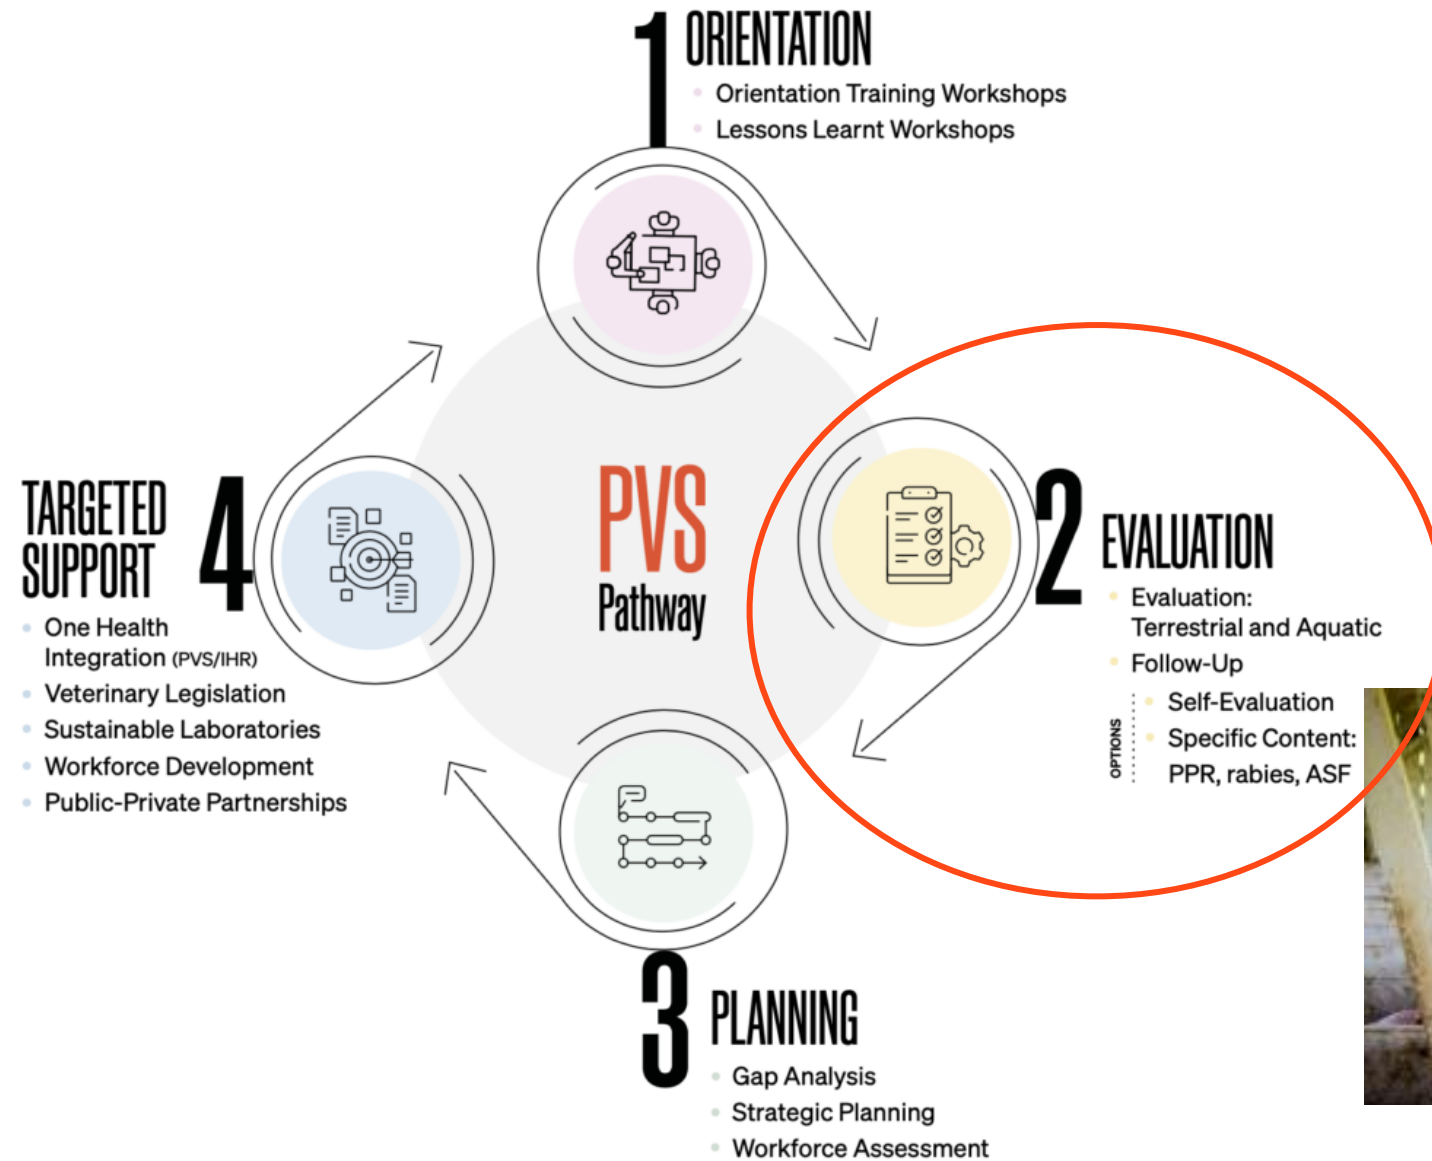 1 ORIENTATION
Orientation Training Workshops
Lessons Learnt Workshops
PVS
Pathway
2 EVALUATION
Evaluation:
Terrestrial and Aquatic
Follow-Up
OPTIONS
Self-Evaluation
Specific Content:
PPR, rabies, ASF
3 PLANNING
Gap Analysis
Strategic Planning
Workforce Assessment
TARGETED
SUPPORT
4
One Health
Integration (PVS/IHR)
Veterinary Legislation
Sustainable Laboratories
Workforce Development
Public-Private Partnerships